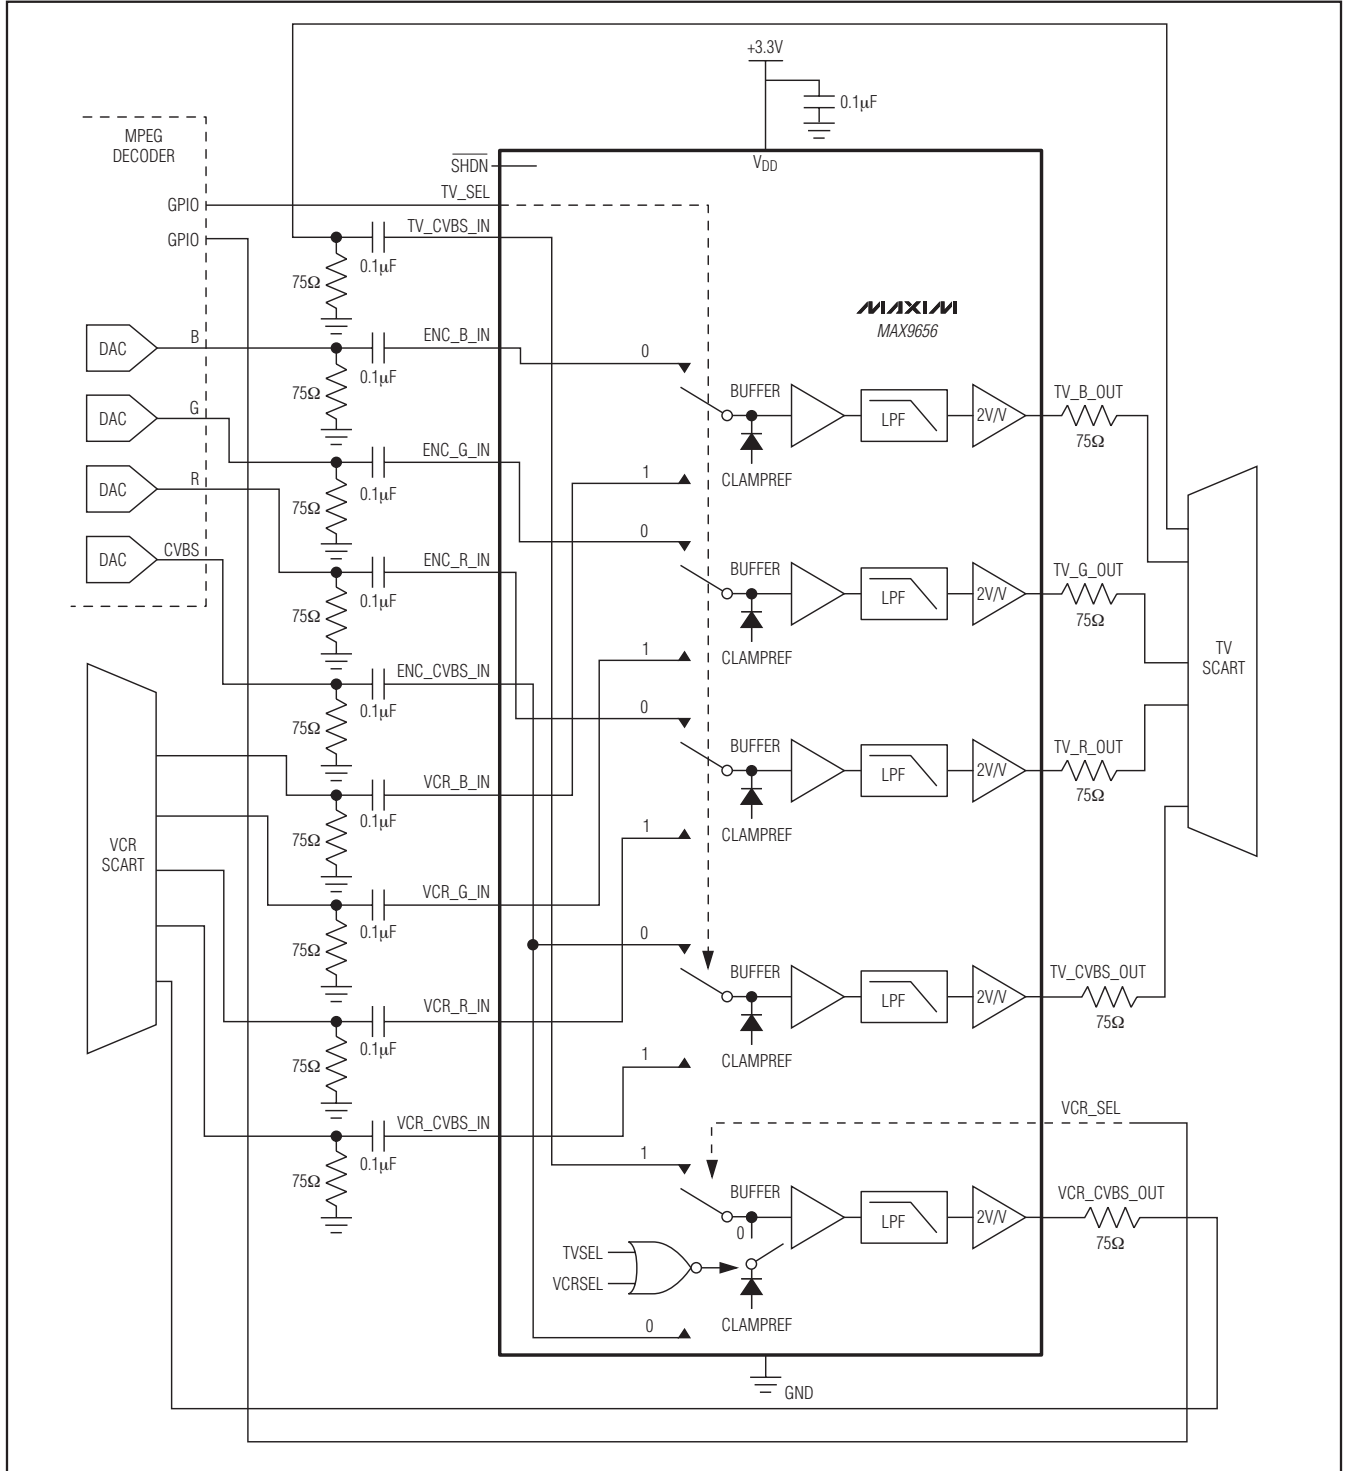 +3.3V
0.1μF
MPEG
DECODER
SHDN
VDD
TV_SEL
GPIO
TV_CVBS_IN
GPIO
0.1μF
75Ω
MAXIM
MAX9656
DAC
B
ENC_B_IN
0
0.1μF
75Ω
BUFFER
LPF
2V/V
TV_B_OUT
75Ω
DAC
G
ENC_G_IN
1
CLAMPREF
DAC
R
0.1μF
75Ω
0
DAC
CVBS
ENC_R_IN
BUFFER
LPF
2V/V
TV_G_OUT
75Ω
0.1μF
75Ω
1
CLAMPREF
TV
SCART
ENC_CVBS_IN
0
0.1μF
75Ω
BUFFER
LPF
2V/V
TV_R_OUT
75Ω
VCR_B_IN
0.1μF
75Ω
1
CLAMPREF
VCR
SCART
VCR_G_IN
0.1μF
75Ω
0
BUFFER
LPF
2V/V
TV_CVBS_OUT
75Ω
VCR_R_IN
0.1μF
75Ω
1
CLAMPREF
VCR_SEL
VCR_CVBS_IN
0.1μF
75Ω
1
BUFFER
LPF
2V/V
VCR_CVBS_OUT
75Ω
0
TVSEL
VCRSEL
0
CLAMPREF
GND